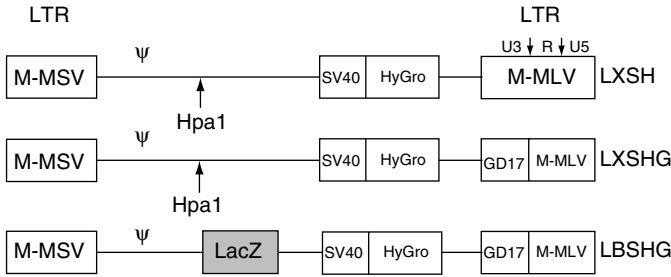 LTR LTR
ψ U3 R U5
M-MSV SV40 HyGro M-MLV LXSH
Hpa1
ψ
M-MSV SV40 HyGro GD17 M-MLV LXSHG
Hpa1
ψ
M-MSV LacZ SV40 HyGro GD17 M-MLV LBSHG